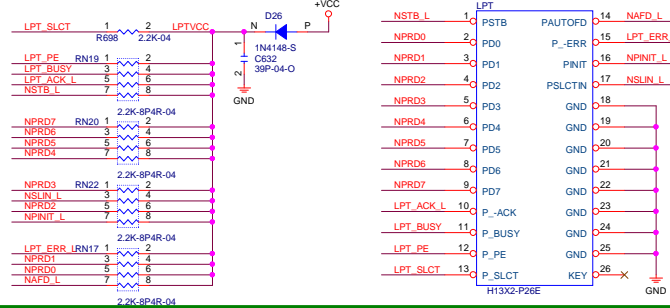 LPT_SLCT 1 2 LPTVCC N D26 P +VCC
R698 2.2K-04
1N4148-S
1 C632
2 39P-04-O
GND
LPT_PE RN19 1 2
LPT_BUSY 3 4
LPT_ACK_L 5 6
NSTB_L 7 8
2.2K-8P4R-04
NPRD7 RN20 1 2
NPRD6 3 4
NPRD5 5 6
NPRD4 7 8
2.2K-8P4R-04
NPRD3 RN22 1 2
NSLIN_L 3 4
NPRD2 5 6
NPINIT_L 7 8
2.2K-8P4R-04
LPT_ERR_L RN17 1 2
NPRD1 3 4
NPRD0 5 6
NAFD_L 7 8
2.2K-8P4R-04
LPT
NSTB_L 1 PSTB PAUTOFD 14 NAFD_L
NPRD0 2 PD0 P_-ERR 15 LPT_ERR_
NPRD1 3 PD1 PINIT 16 NPINIT_L
NPRD2 4 PD2 PSLCTIN 17 NSLIN_L
NPRD3 5 PD3 GND 18
NPRD4 6 PD4 GND 19
NPRD5 7 PD5 GND 20
NPRD6 8 PD6 GND 21
NPRD7 9 PD7 GND 22
LPT_ACK_L 10 P_-ACK GND 23
LPT_BUSY 11 P_BUSY GND 24
LPT_PE 12 P_PE GND 25
LPT_SLCT 13 P_SLCT KEY 26
H13X2-P26E
GND